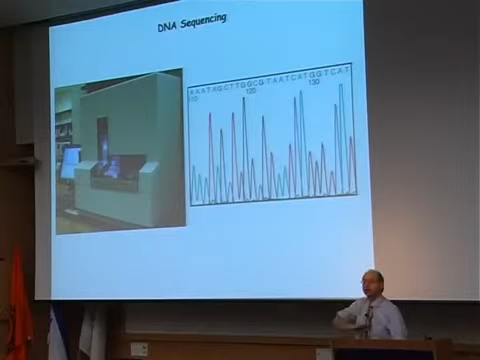 DNA Sequencing
AAATAGCTTGGCGTAATCATGGTCAT
110 120 130